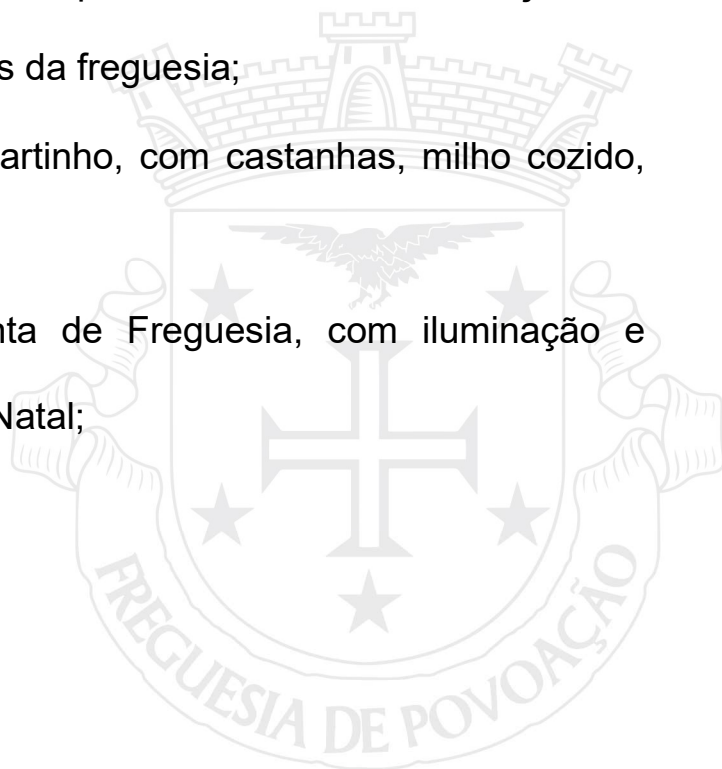 s da freguesia;
artinho, com castanhas, milho cozido,
nta de Freguesia, com iluminação e
Natal;
FREGUESIA DE POVOAÇÃO